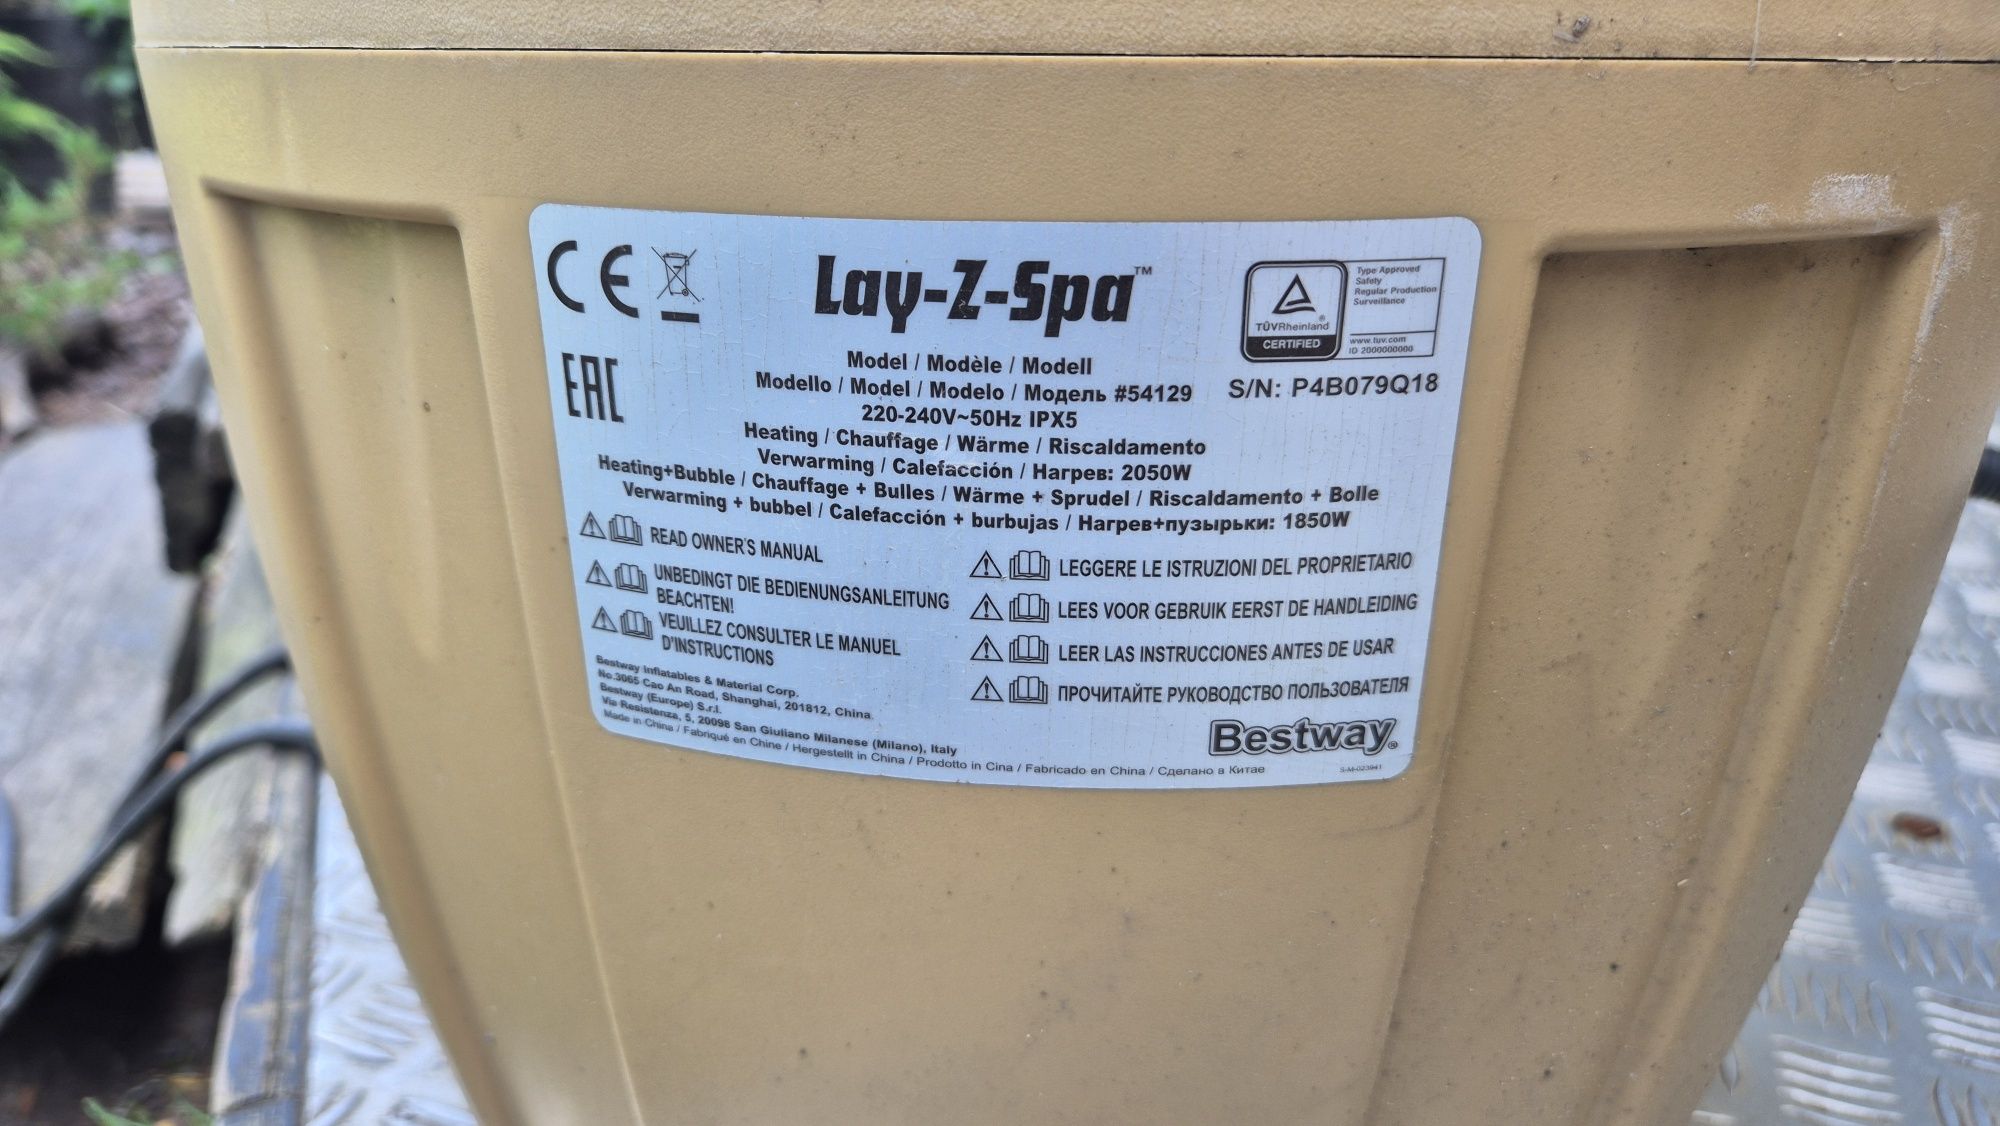 CE
Lay-Z-Spa™
TÜVRheinland®
CERTIFIED
Type Approved
Safety
Regular Production
Surveillance
www.tuv.com
ID 2000000000
EAC
Model / Modèle / Modell
Modello / Model / Modelo / Модель #54129
S/N: P4B079Q18
220-240V~50Hz IPX5
Heating / Chauffage / Wärme / Riscaldamento
Verwarming / Calefacción / Нагрев: 2050W
Heating+Bubble / Chauffage + Bulles / Wärme + Sprudel / Riscaldamento + Bolle
Verwarming + bubbel / Calefacción + burbujas / Нагрев+пузырьки: 1850W
READ OWNER'S MANUAL
UNBEDINGT DIE BEDIENUNGSANLEITUNG
BEACHTEN!
VEUILLEZ CONSULTER LE MANUEL
D'INSTRUCTIONS
LEGGERE LE ISTRUZIONI DEL PROPRIETARIO
LEES VOOR GEBRUIK EERST DE HANDLEIDING
LEER LAS INSTRUCCIONES ANTES DE USAR
ПРОЧИТАЙТЕ РУКОВОДСТВО ПОЛЬЗОВАТЕЛЯ
Bestway Inflatables & Material Corp.
No.3065 Cao An Road, Shanghai, 201812, China
Bestway (Europe) S.r.l.
Via Resistenza, 5, 20098 San Giuliano Milanese (Milano), Italy
Made in China / Fabriqué en Chine / Hergestellt in China / Prodotto in Cina / Fabricado en China / Сделано в Китае
Bestway®
S-M-023941